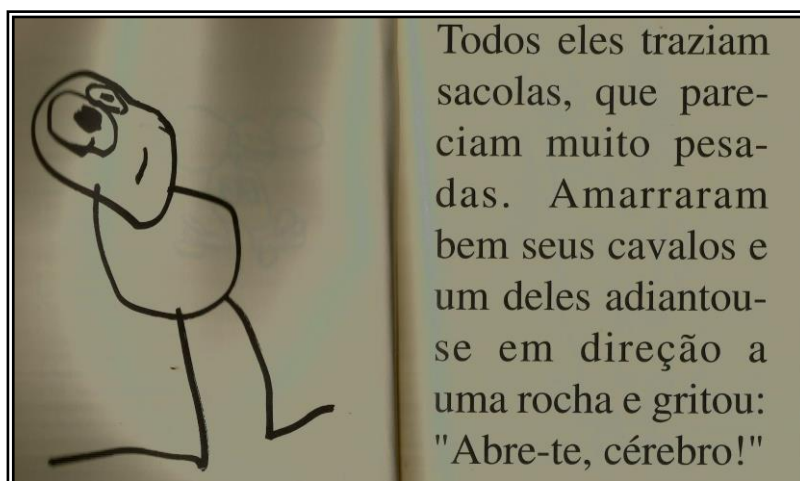 Todos eles traziam
sacolas, que pare-
ciam muito pesa-
das. Amarraram
bem seus cavalos e
um deles adiantou-
se em direção a
uma rocha e gritou:
"Abre-te, cérebro!"